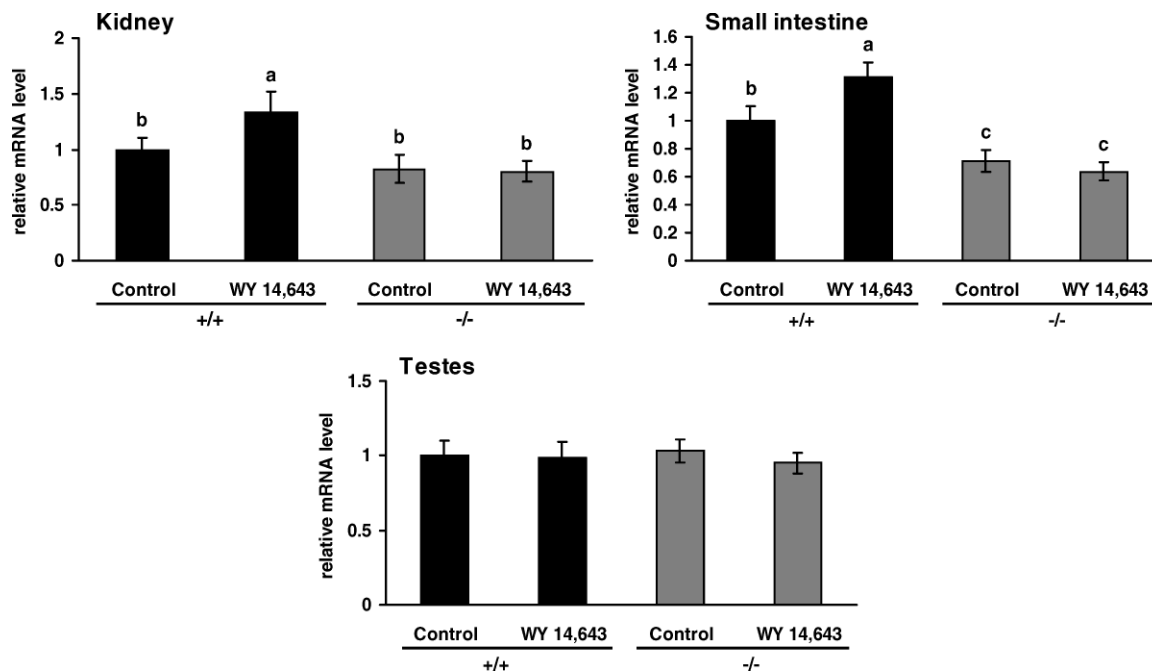 Kidney
relative mRNA level
2
1.5
1
0.5
0
b
a
b
b
Control WY 14,643 Control WY 14,643
+/+ -/-
Small intestine
relative mRNA level
1.6
1.4
1.2
1
0.8
0.6
0.4
0.2
0
b
a
c
c
Control WY 14,643 Control WY 14,643
+/+ -/-
Testes
relative mRNA level
1.5
1
0.5
0
Control WY 14,643 Control WY 14,643
+/+ -/-